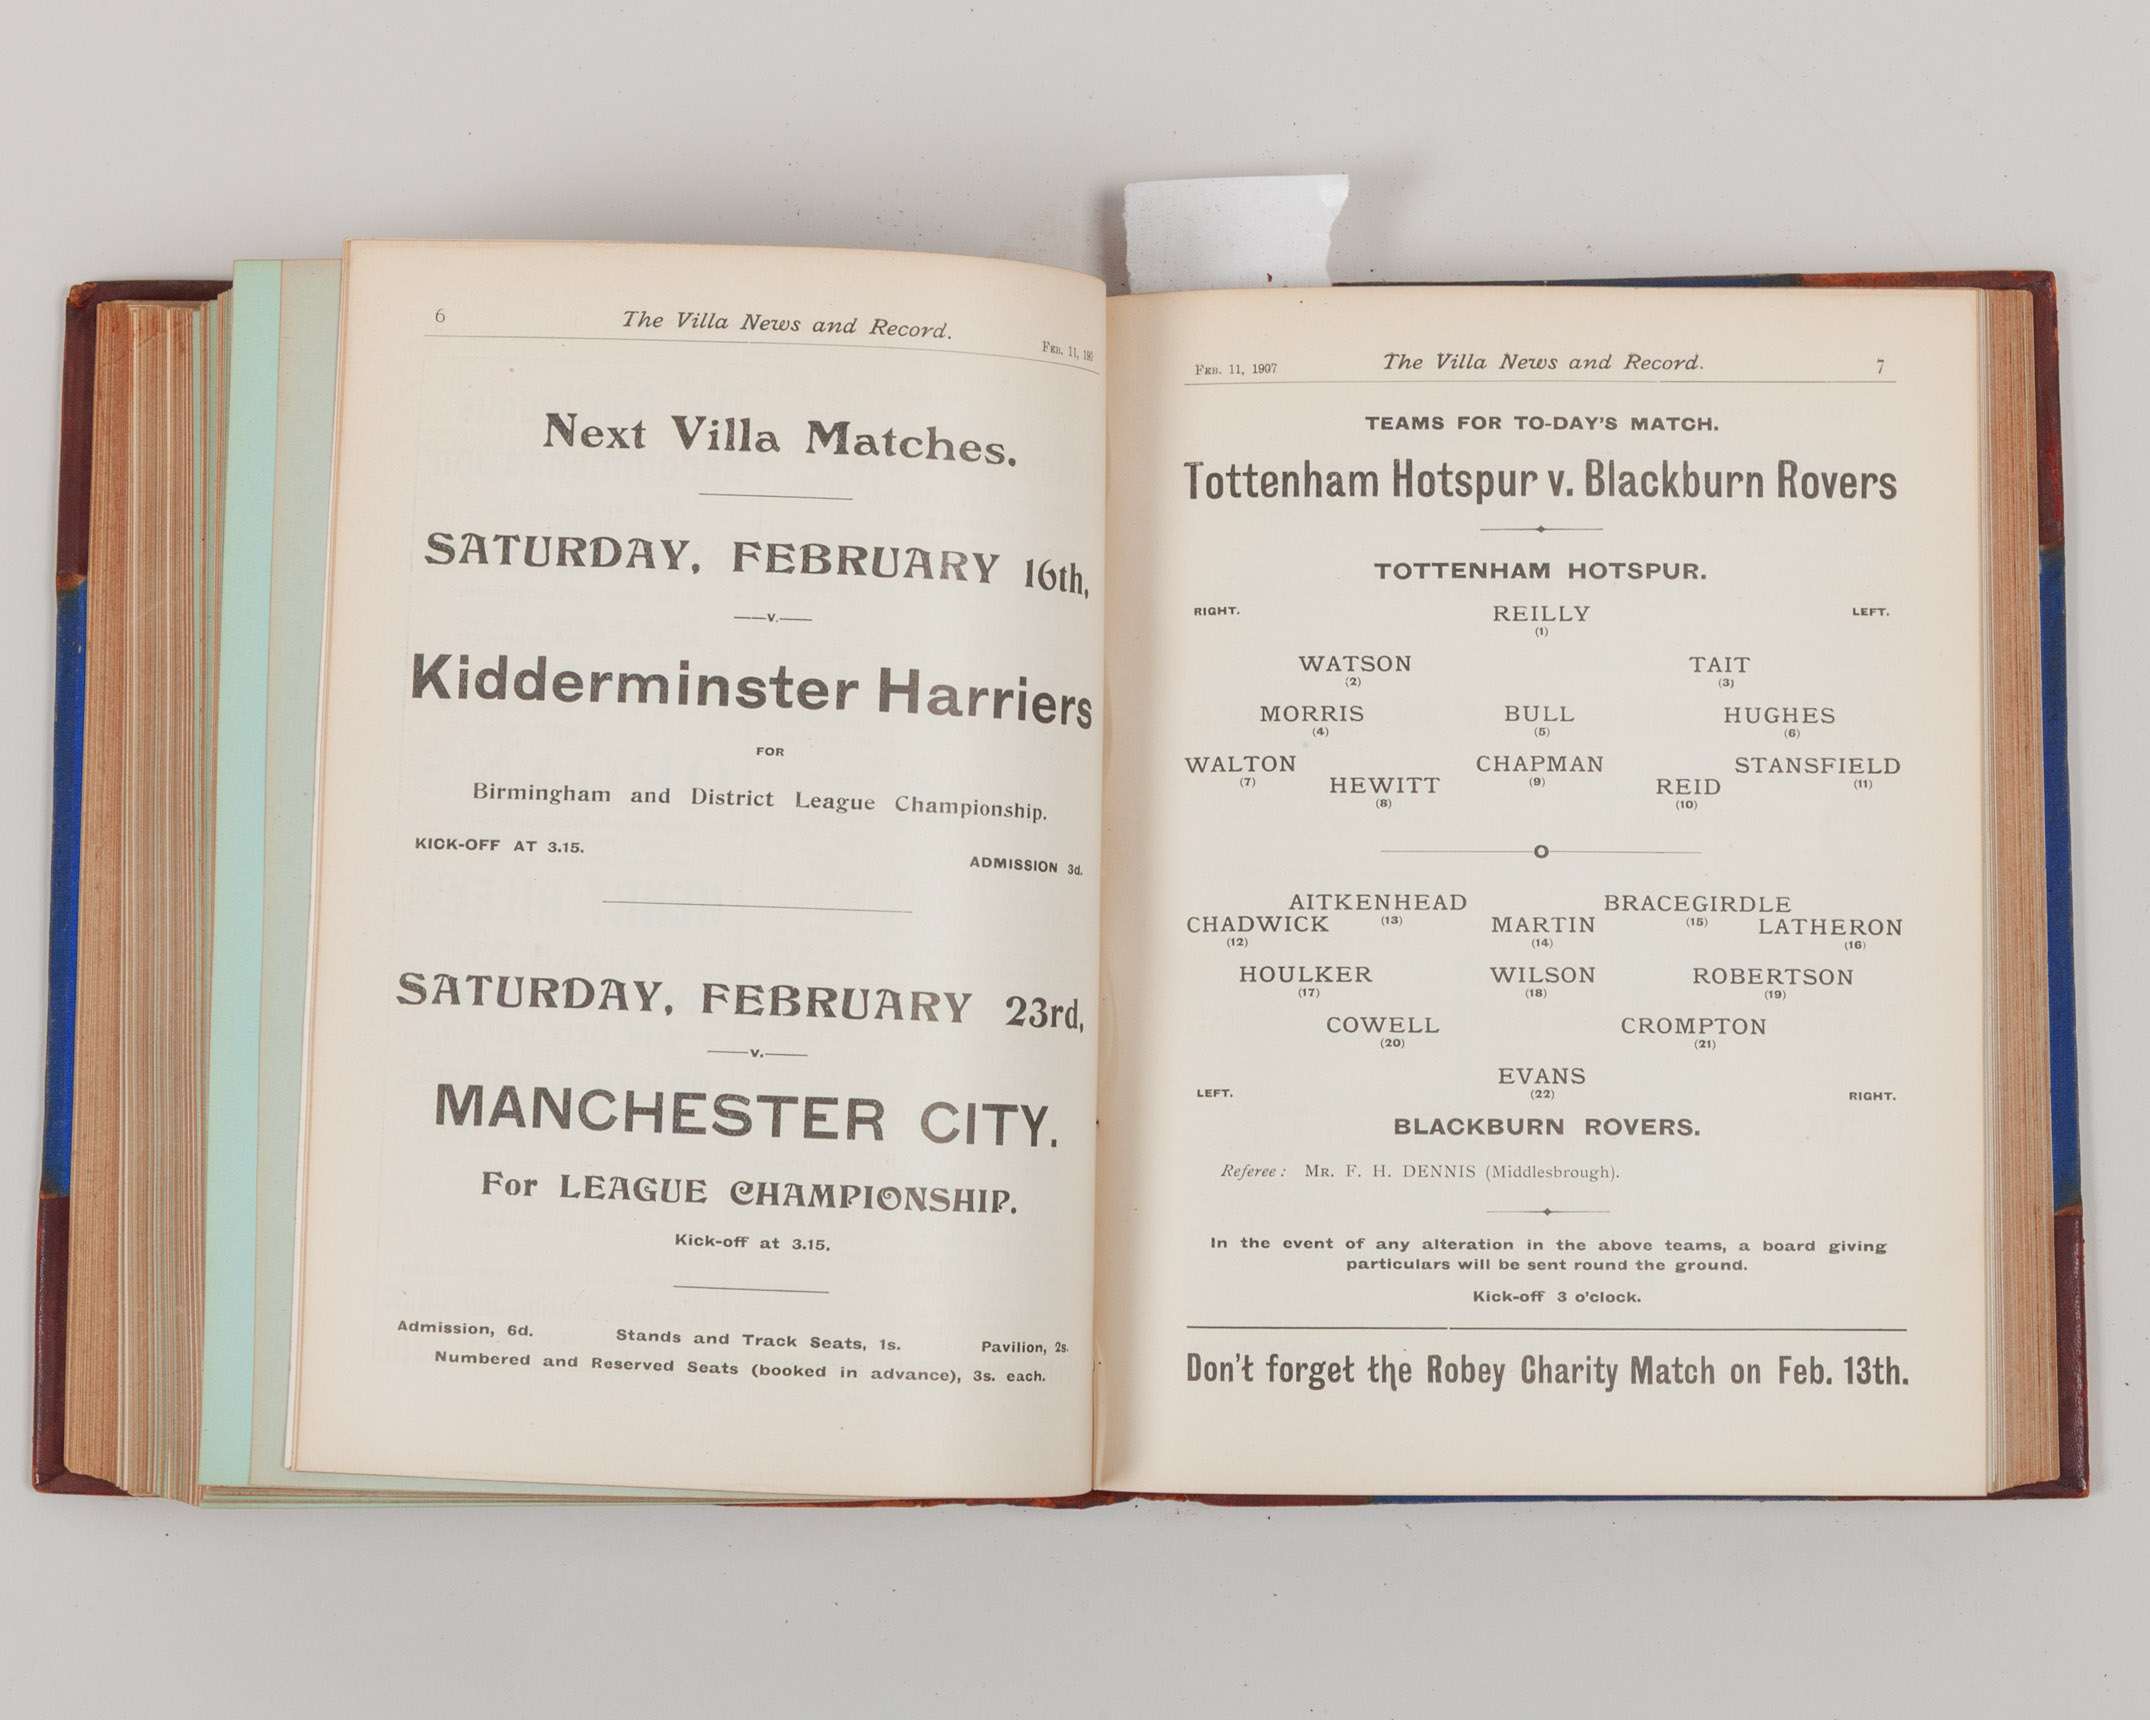 6
The Villa News and Record.
FEB. 11, 190
Next Villa Matches.
SATURDAY, FEBRUARY 16th,
v.
Kidderminster Harriers
FOR
Birmingham and District League Championship.
KICK-OFF AT 3.15.
ADMISSION 3d.
SATURDAY, FEBRUARY 23rd,
v.
MANCHESTER CITY.
For LEAGUE CHAMPIONSHIP.
Kick-off at 3.15.
Admission, 6d. Stands and Track Seats, 1s. Pavilion, 2s.
Numbered and Reserved Seats (booked in advance), 3s. each.
FEB. 11, 1907 The Villa News and Record. 7
TEAMS FOR TO-DAY'S MATCH.
Tottenham Hotspur v. Blackburn Rovers
TOTTENHAM HOTSPUR.
RIGHT. REILLY LEFT.
(1)
WATSON TAIT
(2) (3)
MORRIS BULL HUGHES
(4) (5) (6)
WALTON CHAPMAN STANSFIELD
(7) (9) (11)
HEWITT REID
(8) (10)
O
AITKENHEAD BRACEGIRDLE
(13) (15)
CHADWICK MARTIN LATHERON
(12) (14) (16)
HOULKER WILSON ROBERTSON
(17) (18) (19)
COWELL CROMPTON
(20) (21)
EVANS
LEFT. (22) RIGHT.
BLACKBURN ROVERS.
Referee: MR. F. H. DENNIS (Middlesbrough).
In the event of any alteration in the above teams, a board giving
particulars will be sent round the ground.
Kick-off 3 o'clock.
Don't forget the Robey Charity Match on Feb. 13th.